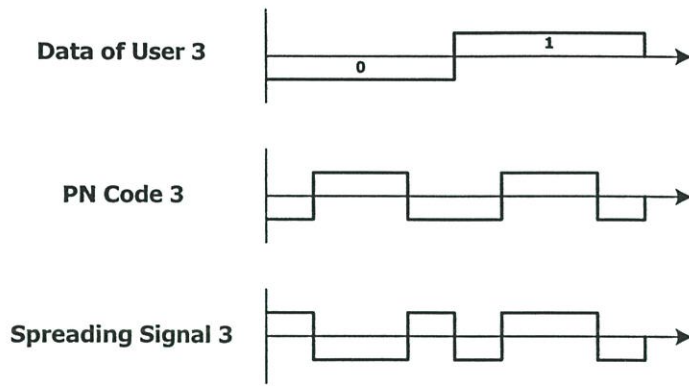 Data of User 3
0
1
PN Code 3
Spreading Signal 3